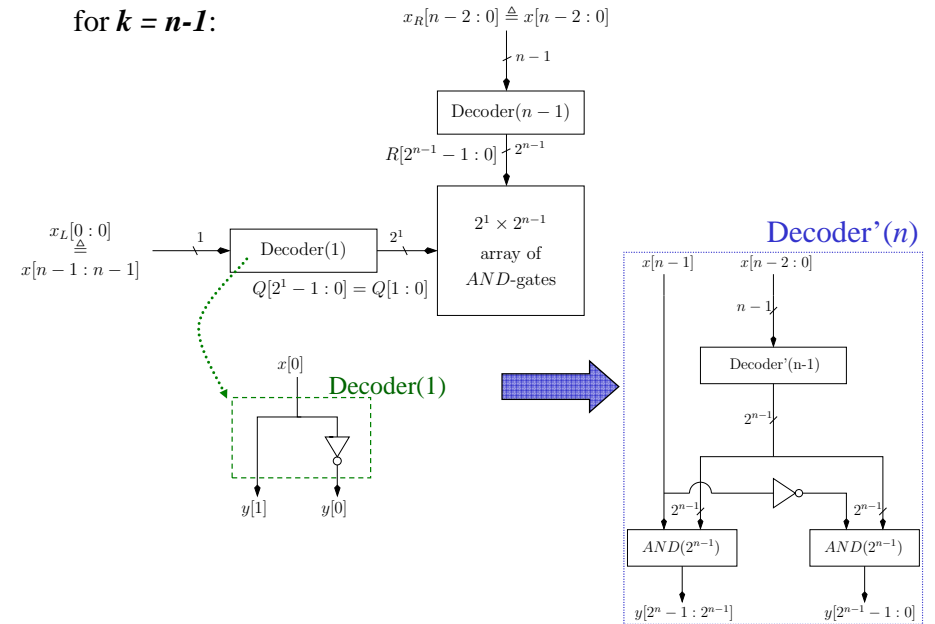 for k = n-1:
x_R[n − 2 : 0] ≜ x[n − 2 : 0]
n − 1
Decoder(n − 1)
R[2^{n−1} − 1 : 0]
2^{n−1}
x_L[0 : 0]
≜
x[n − 1 : n − 1]
1
Decoder(1)
2^1
Q[2^1 − 1 : 0] = Q[1 : 0]
2^1 × 2^{n−1}
array of
AND-gates
x[0]
Decoder(1)
y[1]
y[0]
Decoder’(n)
x[n − 1]
x[n − 2 : 0]
n − 1
Decoder'(n-1)
2^{n−1}
2^{n−1}
2^{n−1}
AND(2^{n−1})
AND(2^{n−1})
y[2^n − 1 : 2^{n−1}]
y[2^{n−1} − 1 : 0]